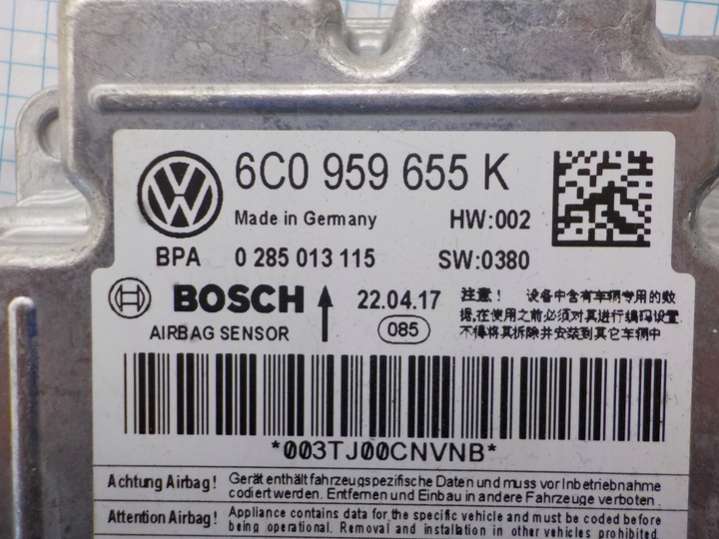 6C0 959 655 K
Made in Germany HW:002
BPA 0 285 013 115 SW:0380
BOSCH 22.04.17
AIRBAG SENSOR 085
注意！ 设备中含有车辆专用的数
据,在使用之前必须对其进行编码设置
不得将其拆除并安装到其它车辆中
*003TJ00CNVNB*
Achtung Airbag! Gerät enthält fahrzeugspezifische Daten und muss vor Inbetriebnahme
codiert werden. Entfernen und Einbau in andere Fahrzeuge verboten.
Attention Airbag! Appliance contains data for the specific vehicle and must be coded before
being operational. Removal and installation in other vehicles prohibited